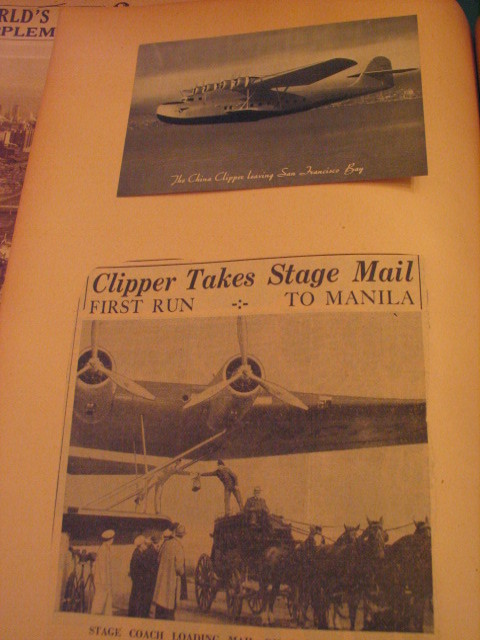 RLD'S
PLEM
The China Clipper leaving San Francisco Bay
Clipper Takes Stage Mail
FIRST RUN -:- TO MANILA
STAGE COACH LOADING MAIL